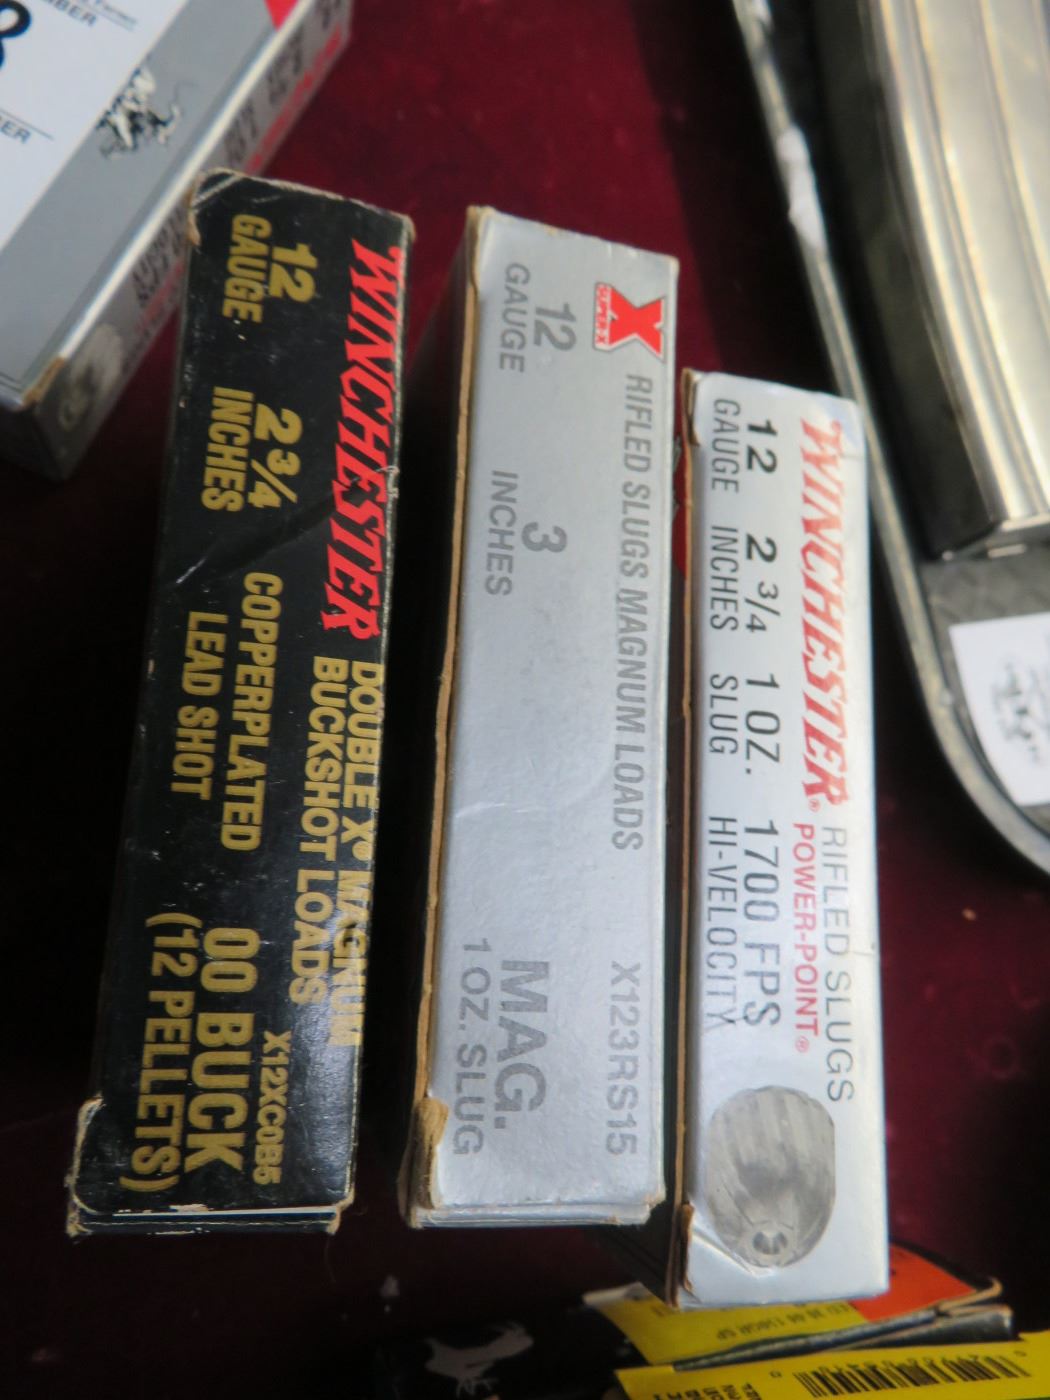 WINCHESTER DOUBLE X® MAGNUM
BUCKSHOT LOADS
X12XC0B5
12 2¾ COPPERPLATED 00 BUCK
GAUGE INCHES LEAD SHOT (12 PELLETS)
SUPER-X
RIFLED SLUGS MAGNUM LOADS X123RS15
12 3 MAG.
GAUGE INCHES 1 OZ. SLUG
WINCHESTER® RIFLED SLUGS
POWER-POINT®
12 2 3/4 1 OZ. 1700 FPS
GAUGE INCHES SLUG HI-VELOCITY